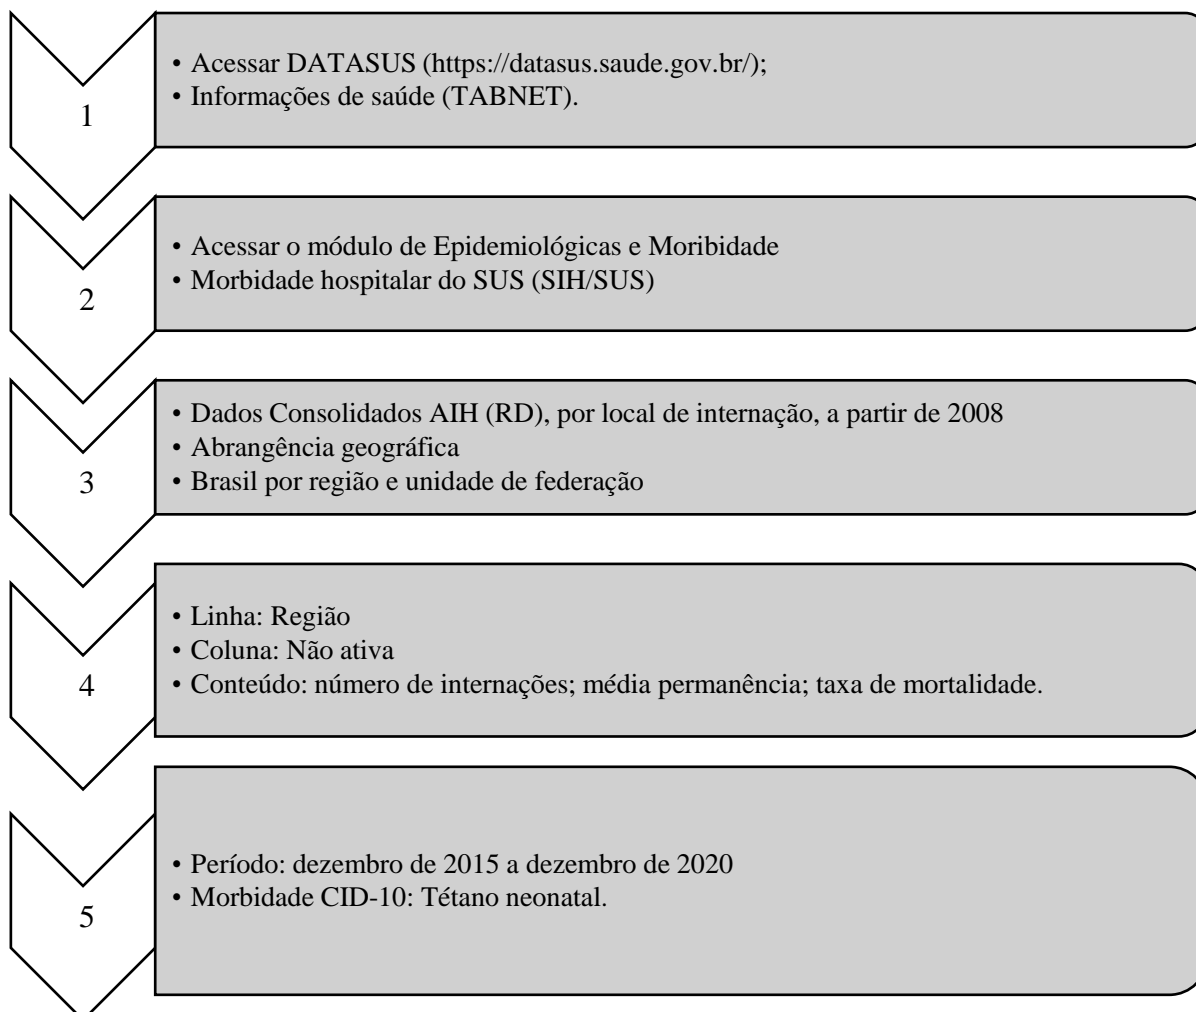 1
• Acessar DATASUS (https://datasus.saude.gov.br/);
• Informações de saúde (TABNET).
2
• Acessar o módulo de Epidemiológicas e Moribidade
• Morbidade hospitalar do SUS (SIH/SUS)
3
• Dados Consolidados AIH (RD), por local de internação, a partir de 2008
• Abrangência geográfica
• Brasil por região e unidade de federação
4
• Linha: Região
• Coluna: Não ativa
• Conteúdo: número de internações; média permanência; taxa de mortalidade.
5
• Período: dezembro de 2015 a dezembro de 2020
• Morbidade CID-10: Tétano neonatal.